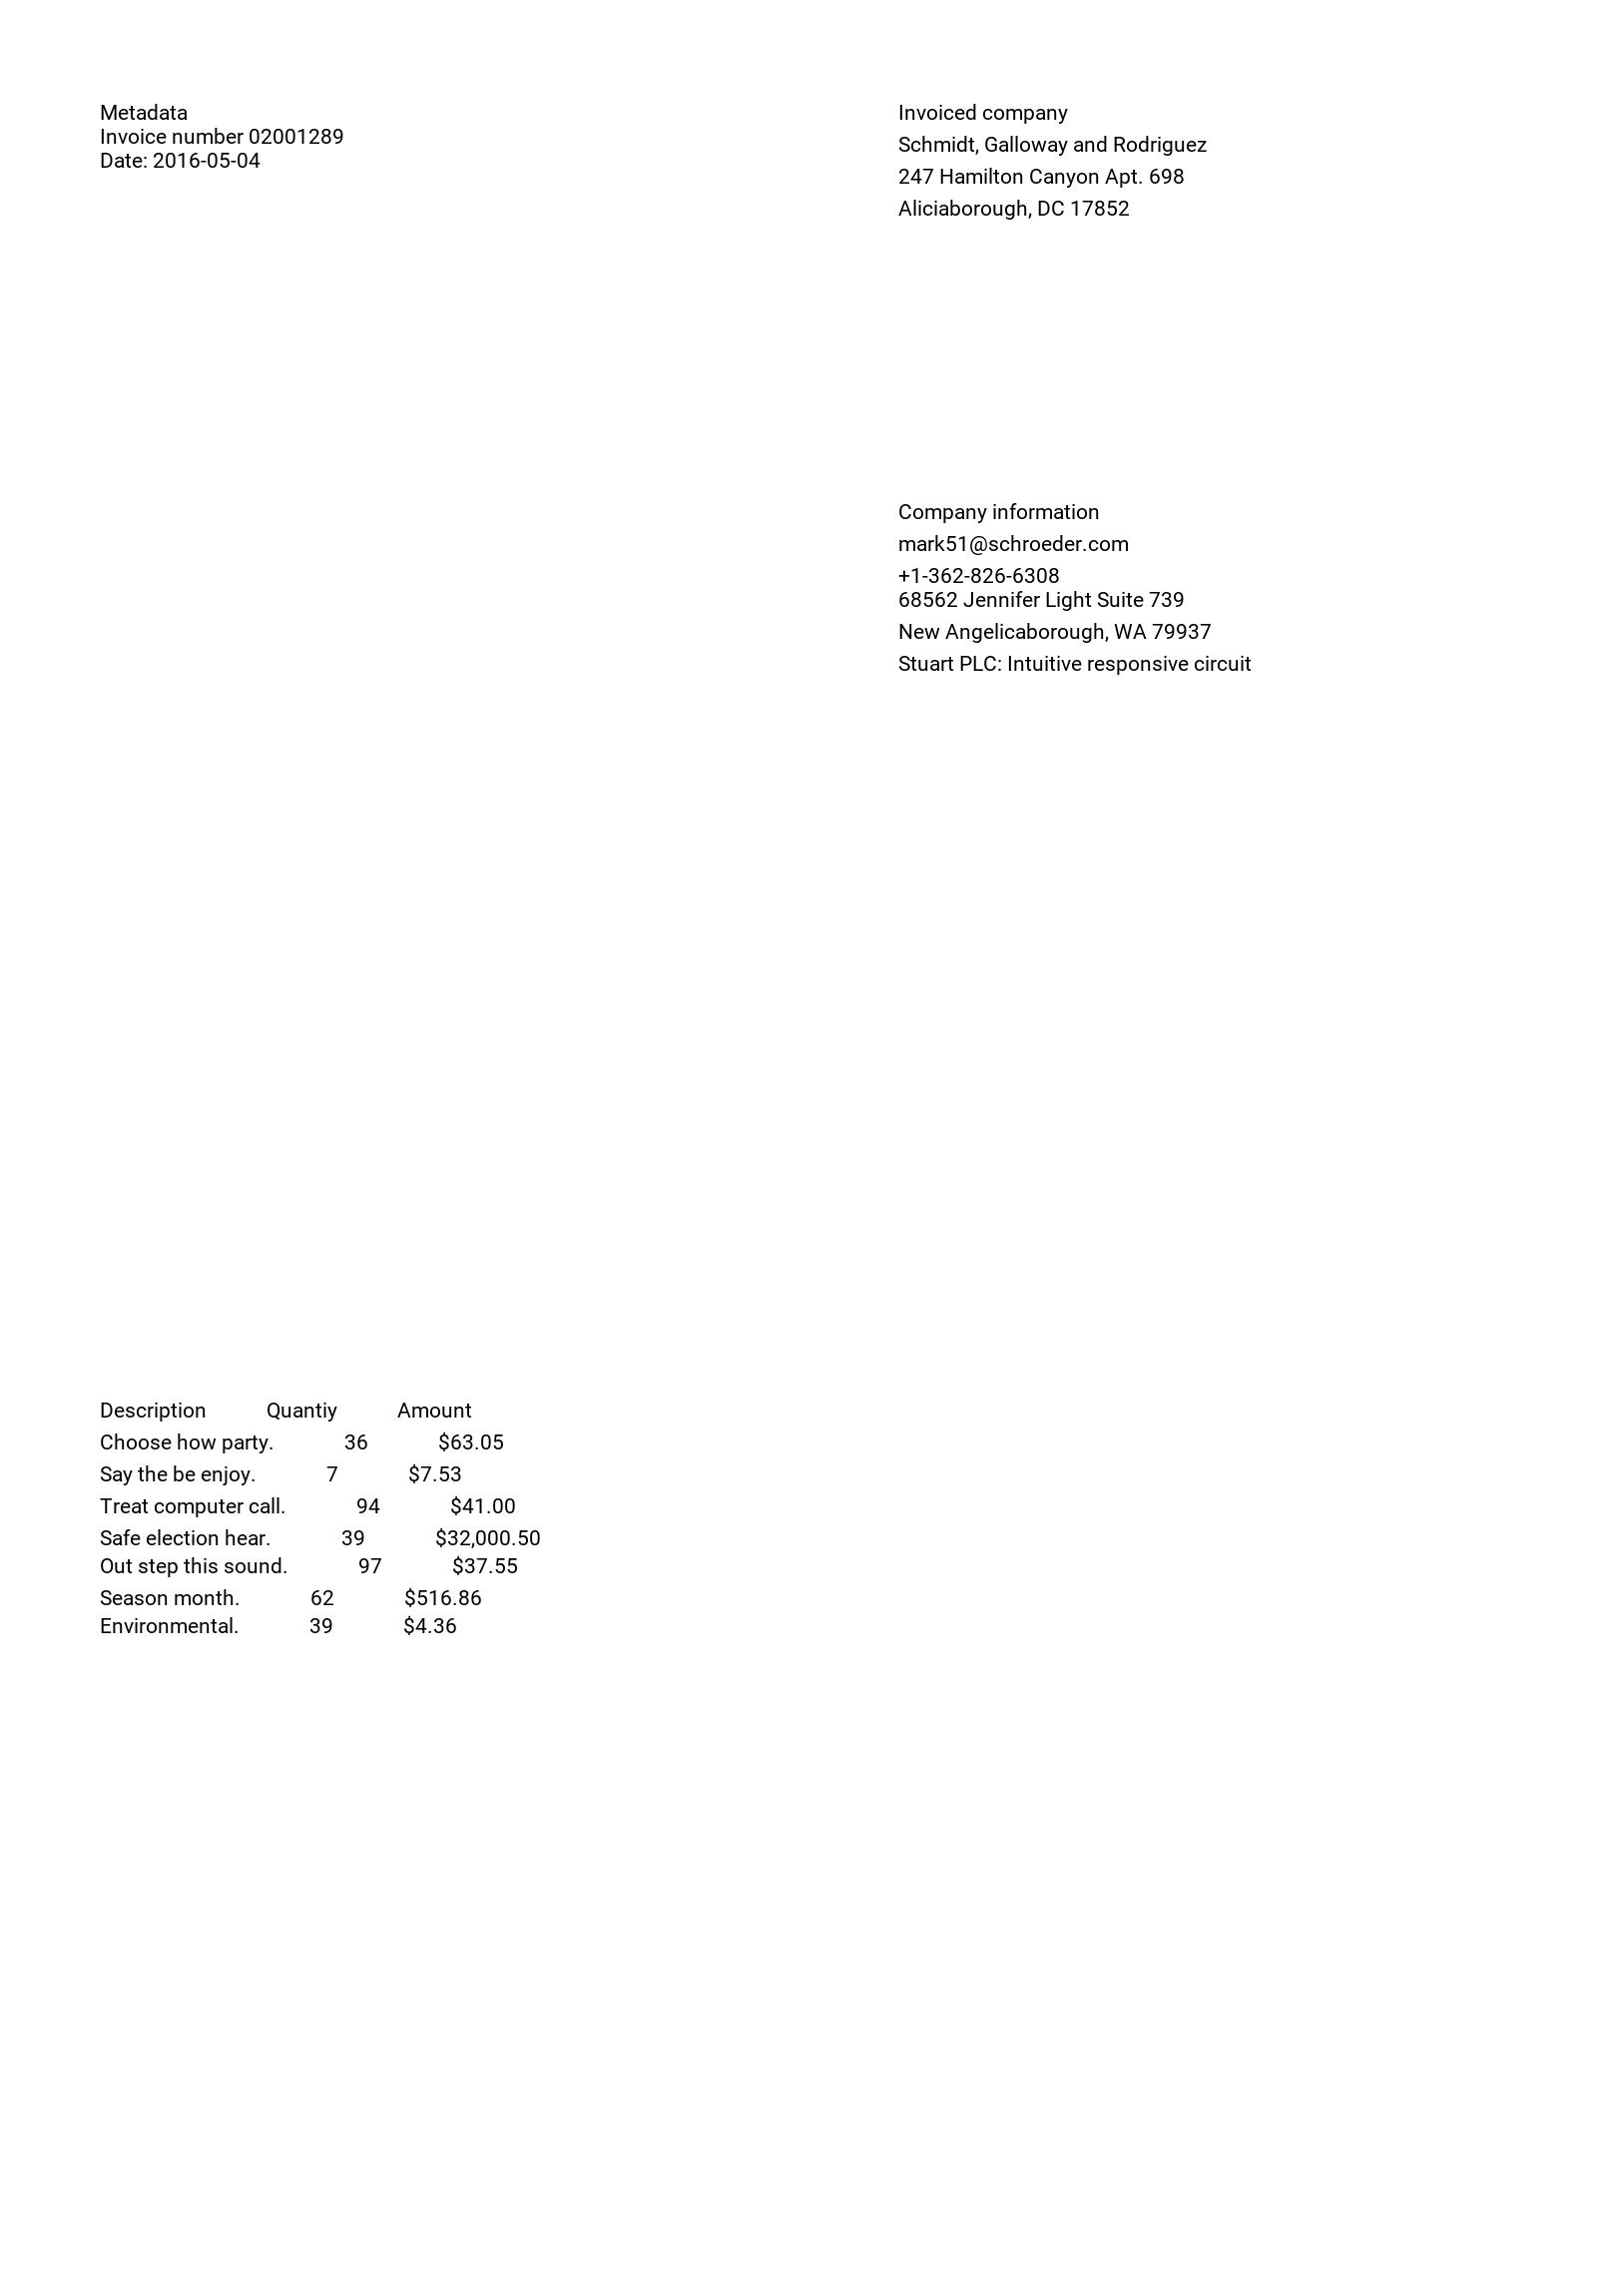 Metadata
Invoice number 02001289
Date: 2016-05-04
Invoiced company
Schmidt, Galloway and Rodriguez
247 Hamilton Canyon Apt. 698
Aliciaborough, DC 17852
Company information
mark51@schroeder.com
+1-362-826-6308
68562 Jennifer Light Suite 739
New Angelicaborough, WA 79937
Stuart PLC: Intuitive responsive circuit
Description Quantiy Amount
Choose how party. 36 $63.05
Say the be enjoy. 7 $7.53
Treat computer call. 94 $41.00
Safe election hear. 39 $32,000.50
Out step this sound. 97 $37.55
Season month. 62 $516.86
Environmental. 39 $4.36